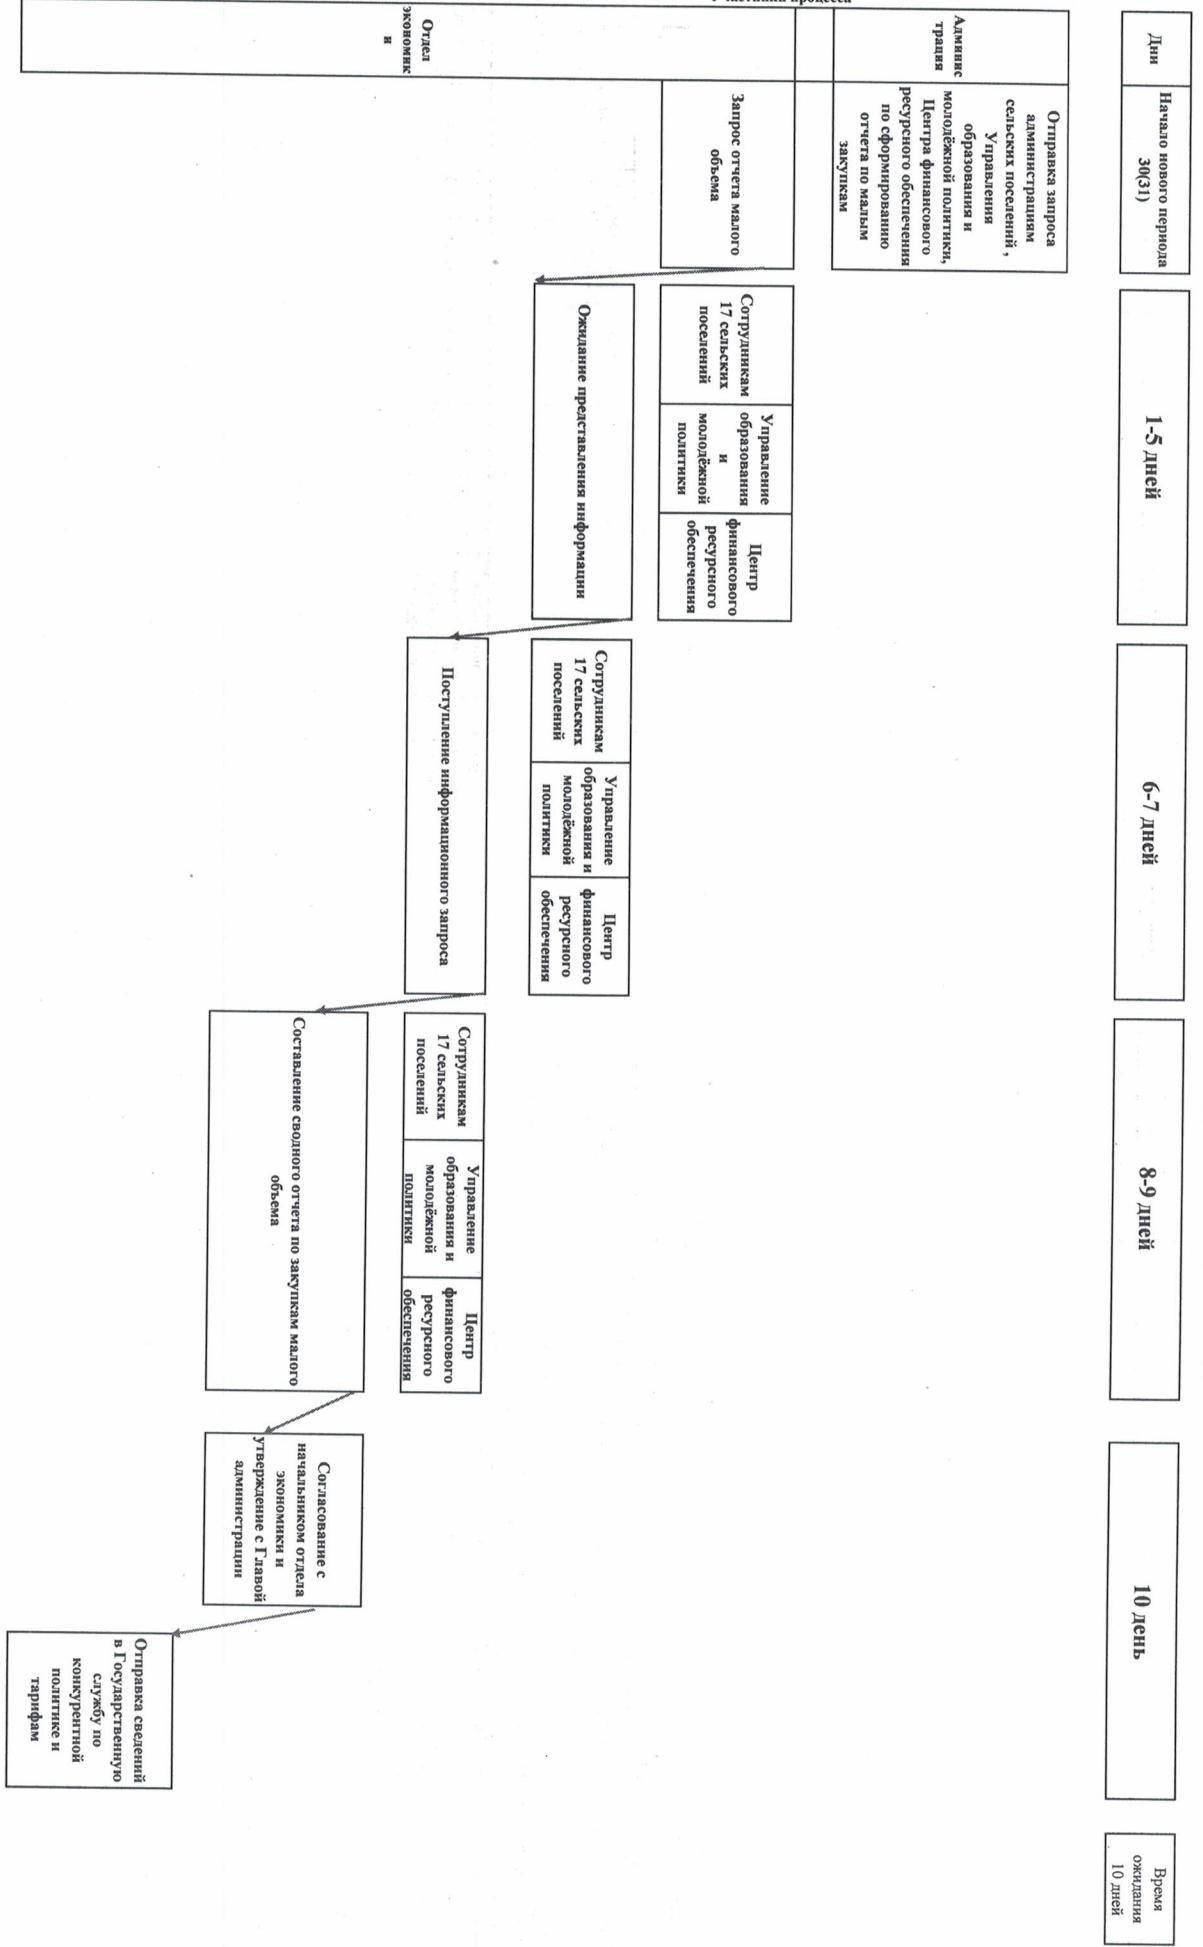 Дни
Начало нового периода
30(31)
1-5 дней
6-7 дней
8-9 дней
10 день
Время
ожидания
10 дней
Админис
трация
Отправка запроса
администрациям
сельских поселений ,
Управления
образования и
молодёжной политики,
Центра финансового
ресурсного обеспечения
по сформированию
отчета по малым
закупкам
Отдел
экономик
и
Запрос отчета малого
объема
Сотрудникам
17 сельских
поселений
Управление
образования
и
молодёжной
политики
Центр
финансового
ресурсного
обеспечения
Ожидание представления информации
Сотрудникам
17 сельских
поселений
Управление
образования и
молодёжной
политики
Центр
финансового
ресурсного
обеспечения
Поступление информационного запроса
Сотрудникам
17 сельских
поселений
Управление
образования и
молодёжной
политики
Центр
финансового
ресурсного
обеспечения
Составление сводного отчета по закупкам малого
объема
Согласование с
начальником отдела
экономики и
утверждение с Главой
администрации
Отправка сведений
в Государственную
службу по
конкурентной
политике и
тарифам